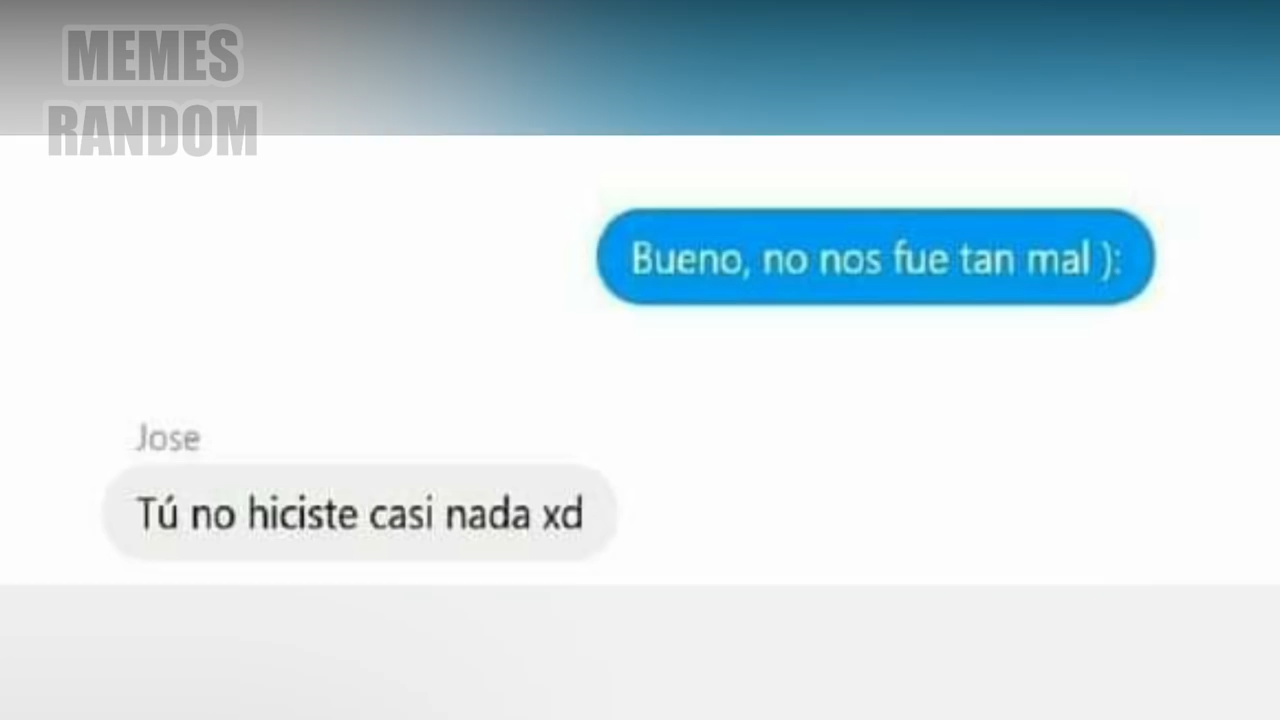 MEMES
RANDOM
Bueno, no nos fue tan mal ):
Jose
Tú no hiciste casi nada xd